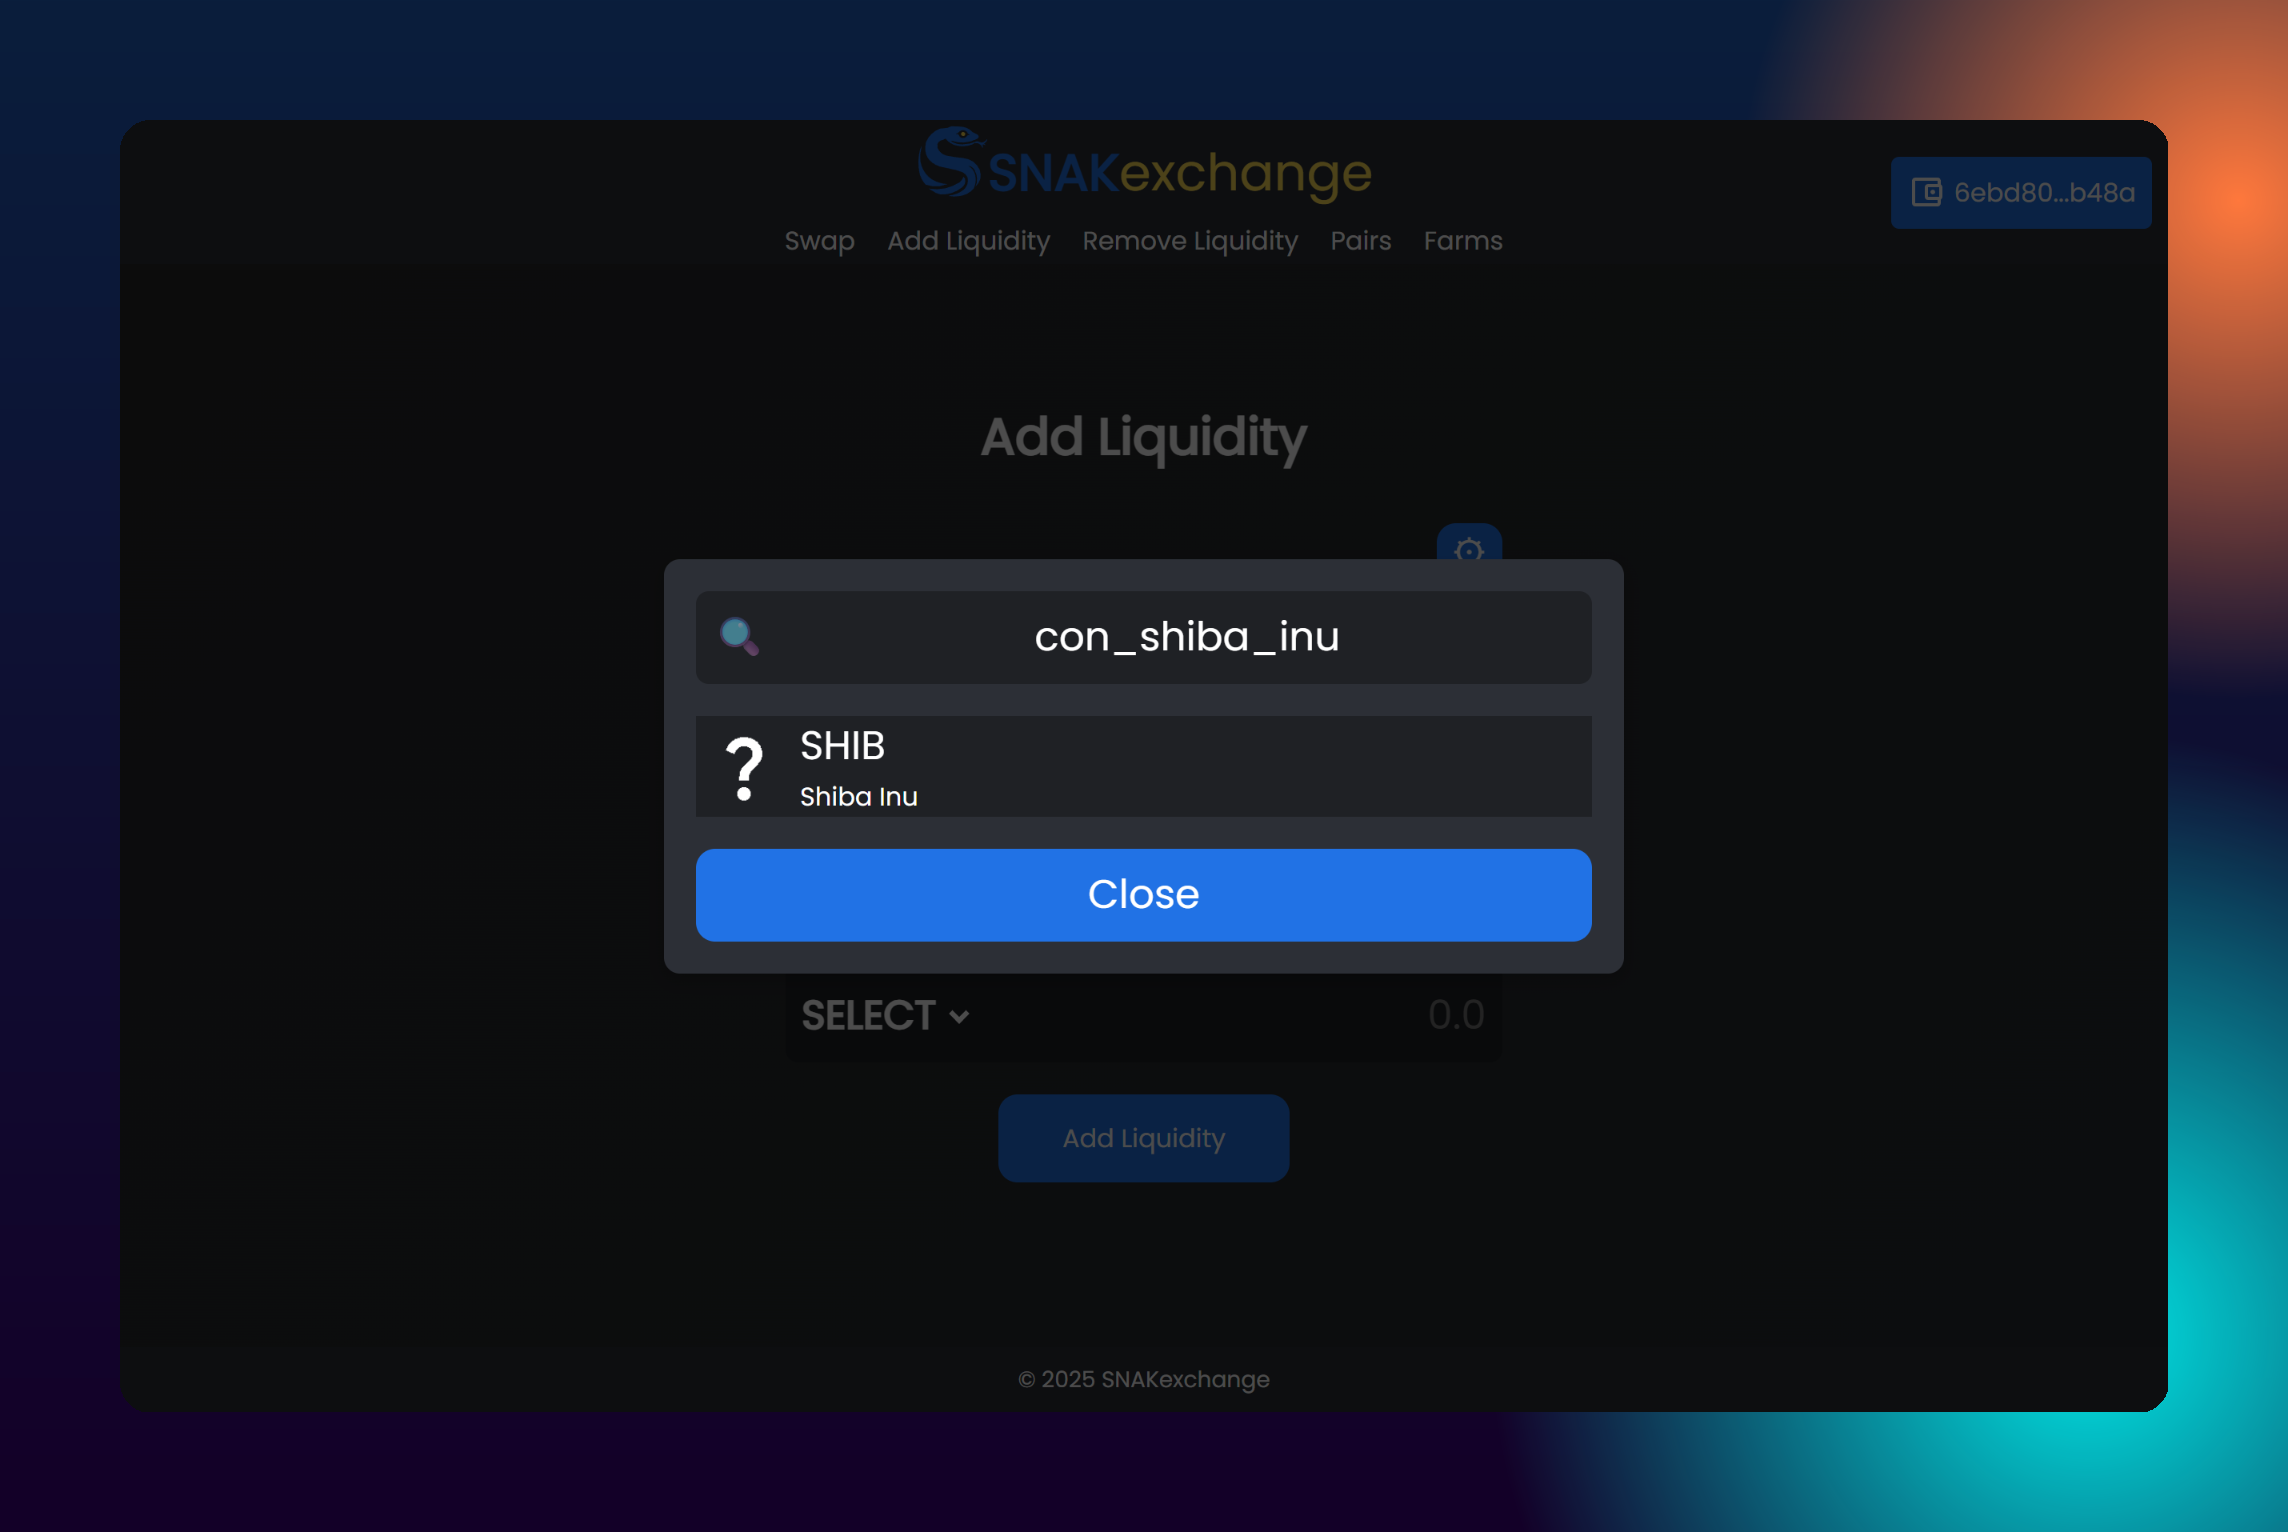 SNAKexchange
6ebd80...b48a
Swap Add Liquidity Remove Liquidity Pairs Farms
Add Liquidity
con_shiba_inu
?
SHIB
Shiba Inu
Close
SELECT 0.0
Add Liquidity
© 2025 SNAKexchange